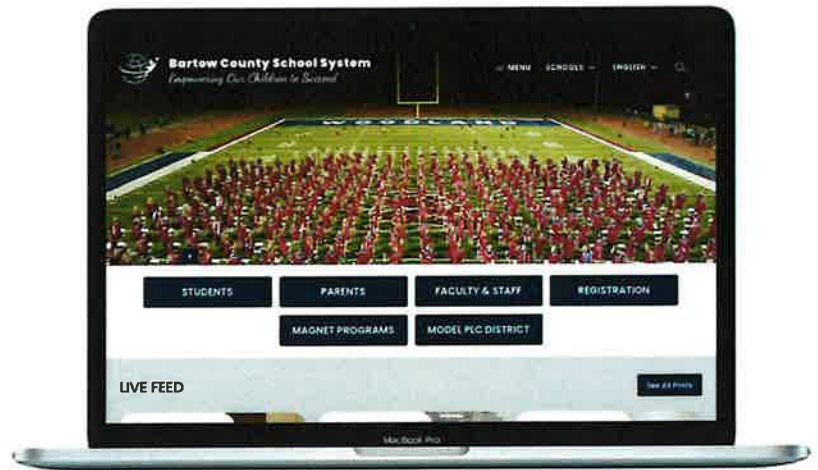 Bartow County School System
Empowering Our Children to Succeed
MENU SCHOOLS ENGLISH
WOODLAND
STUDENTS PARENTS FACULTY & STAFF REGISTRATION
MAGNET PROGRAMS MODEL PLC DISTRICT
LIVE FEED
See All Posts
MacBook Pro